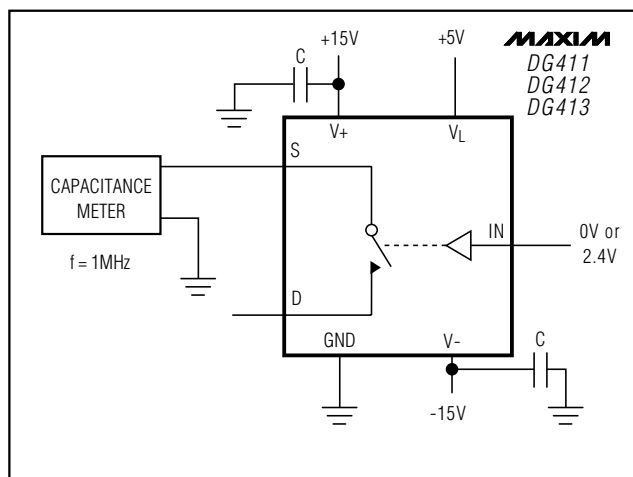 +15V
+5V
MAXIM
C
DG411
DG412
DG413
V+
VL
S
CAPACITANCE
METER
IN
0V or
2.4V
f = 1MHz
D
GND
V-
C
-15V